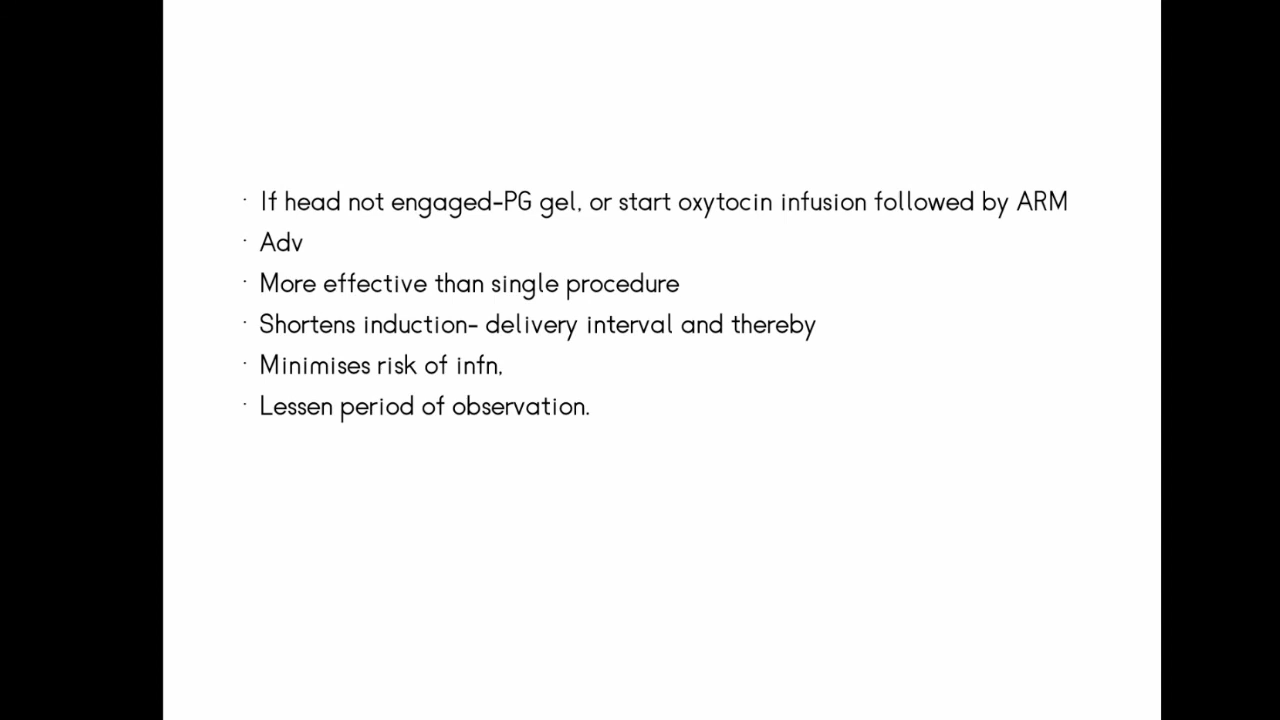 · If head not engaged-PG gel, or start oxytocin infusion followed by ARM
· Adv
· More effective than single procedure
· Shortens induction- delivery interval and thereby
· Minimises risk of infn,
· Lessen period of observation.